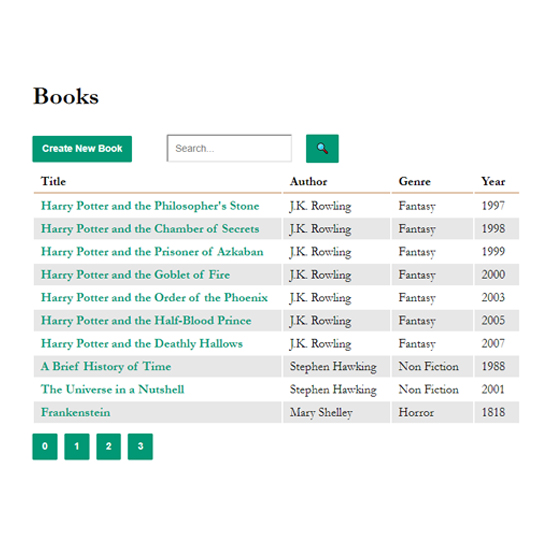 Books
Create New Book Search...
Title Author Genre Year
Harry Potter and the Philosopher's Stone J.K. Rowling Fantasy 1997
Harry Potter and the Chamber of Secrets J.K. Rowling Fantasy 1998
Harry Potter and the Prisoner of Azkaban J.K. Rowling Fantasy 1999
Harry Potter and the Goblet of Fire J.K. Rowling Fantasy 2000
Harry Potter and the Order of the Phoenix J.K. Rowling Fantasy 2003
Harry Potter and the Half-Blood Prince J.K. Rowling Fantasy 2005
Harry Potter and the Deathly Hallows J.K. Rowling Fantasy 2007
A Brief History of Time Stephen Hawking Non Fiction 1988
The Universe in a Nutshell Stephen Hawking Non Fiction 2001
Frankenstein Mary Shelley Horror 1818
0 1 2 3